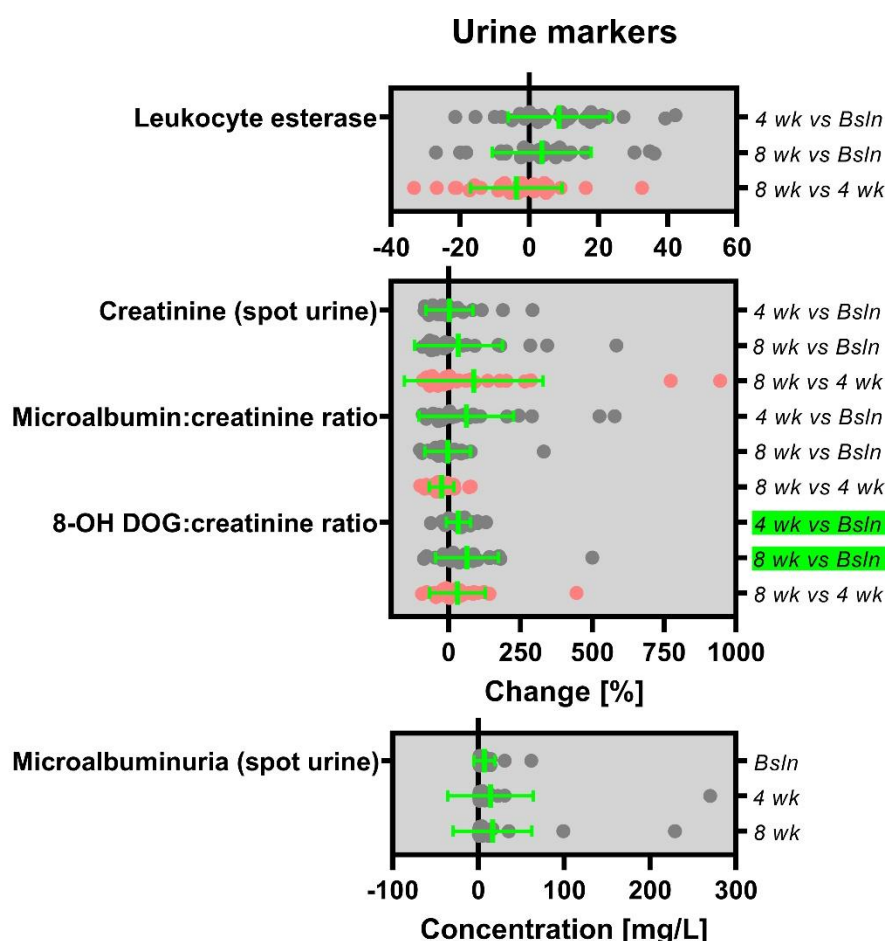 Urine markers
Leukocyte esterase
4 wk vs Bsln
8 wk vs Bsln
8 wk vs 4 wk
-40 -20 0 20 40 60
Creatinine (spot urine)
4 wk vs Bsln
8 wk vs Bsln
8 wk vs 4 wk
Microalbumin:creatinine ratio
4 wk vs Bsln
8 wk vs Bsln
8 wk vs 4 wk
8-OH DOG:creatinine ratio
4 wk vs Bsln
8 wk vs Bsln
8 wk vs 4 wk
0 250 500 750 1000
Change [%]
Microalbuminuria (spot urine)
Bsln
4 wk
8 wk
-100 0 100 200 300
Concentration [mg/L]